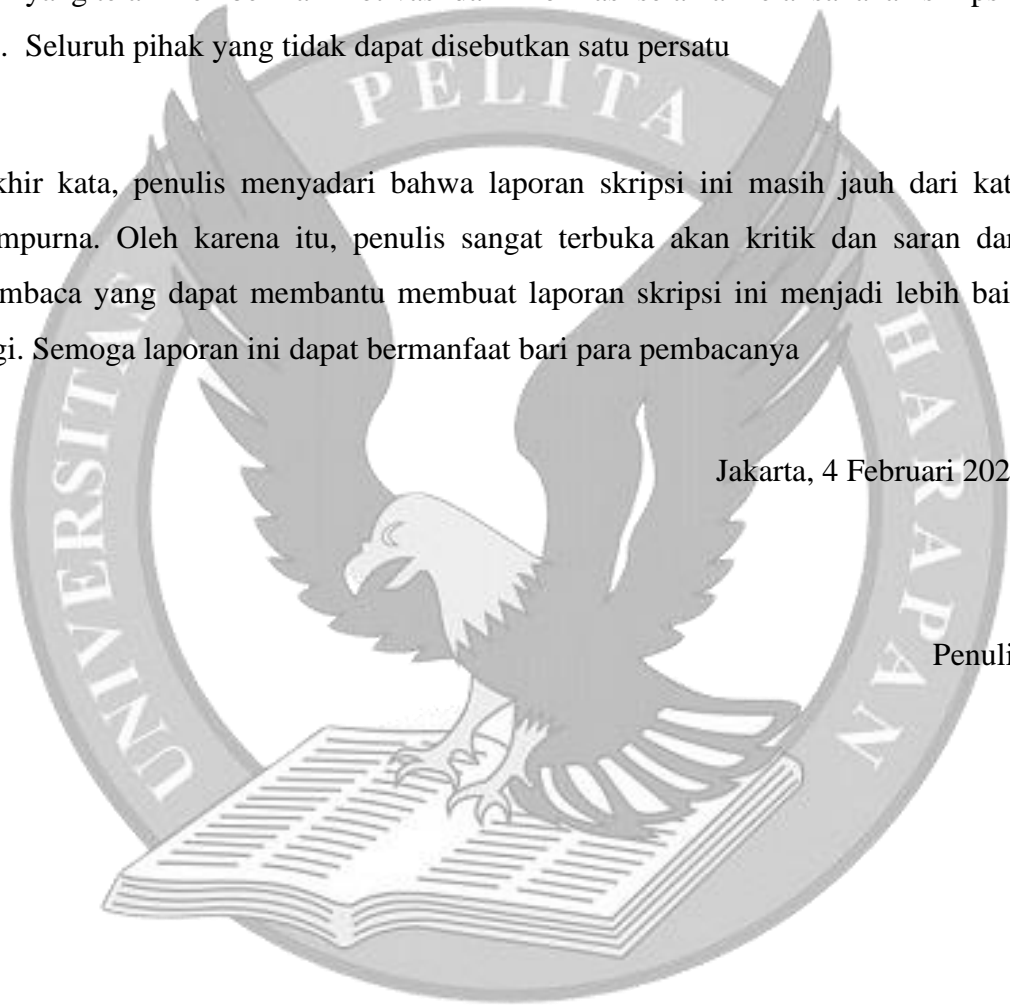 . Seluruh pihak yang tidak dapat disebutkan satu persatu
khir kata, penulis menyadari bahwa laporan skripsi ini masih jauh dari kat
mpurna. Oleh karena itu, penulis sangat terbuka akan kritik dan saran dar
mbaca yang dapat membantu membuat laporan skripsi ini menjadi lebih bai
gi. Semoga laporan ini dapat bermanfaat bari para pembacanya
Jakarta, 4 Februari 202
Penuli
UNIVERSITAS PELITA HARAPAN